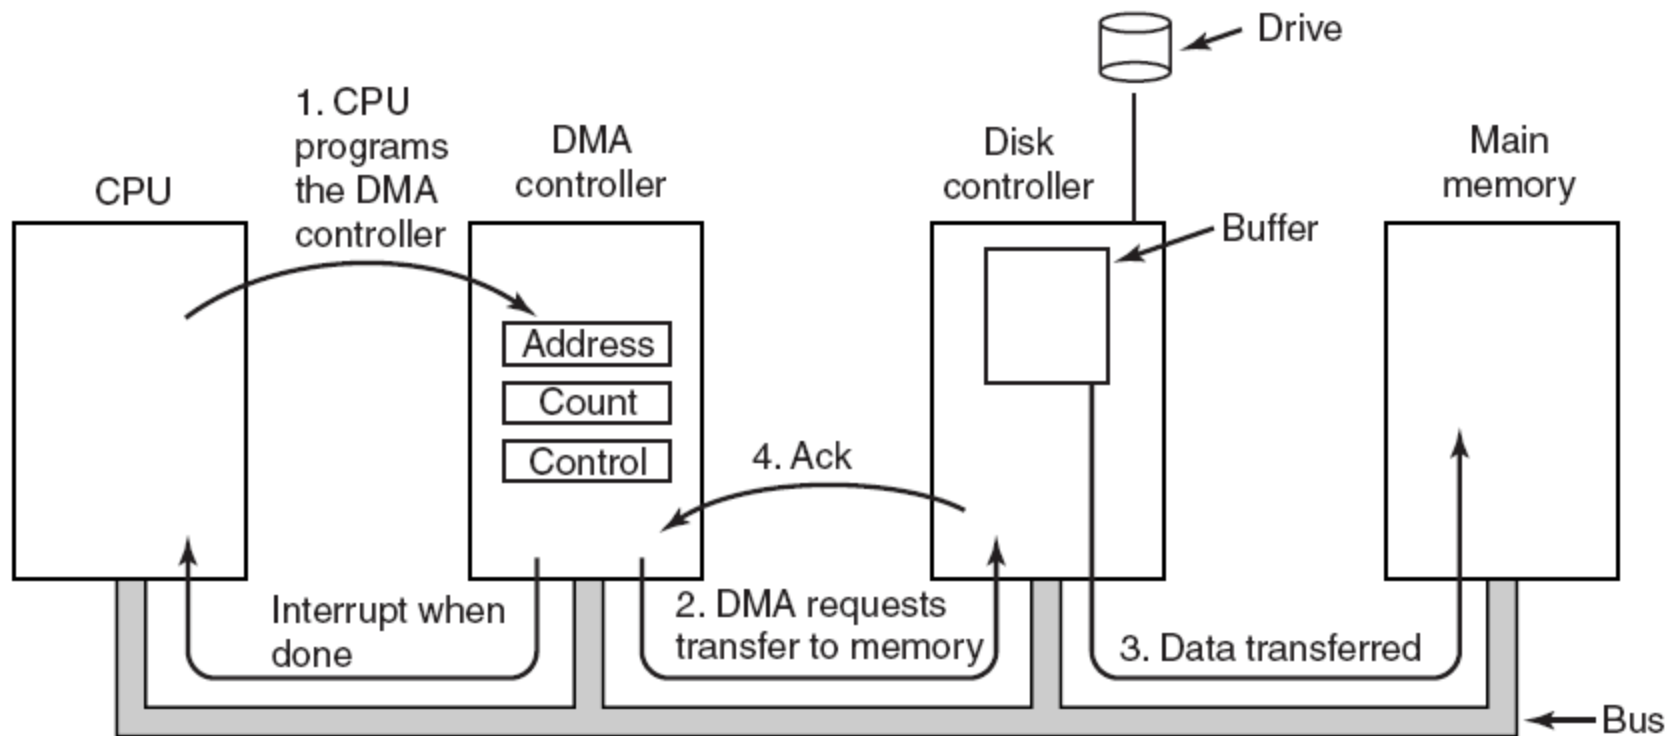 Drive
1. CPU
programs
the DMA
controller
CPU
DMA
controller
Disk
controller
Main
memory
Buffer
Address
Count
Control
4. Ack
Interrupt when
done
2. DMA requests
transfer to memory
3. Data transferred
Bus